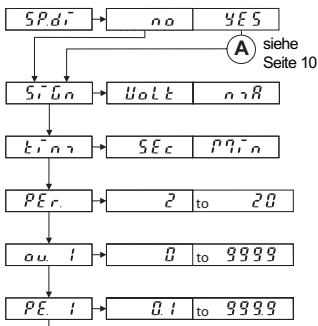 SP.di no YES
A siehe
Seite 10
SiGn VoLt mA
tim SEc Min
PEr. 2 to 20
ou. 1 0 to 9999
PE. 1 0.1 to 999.9